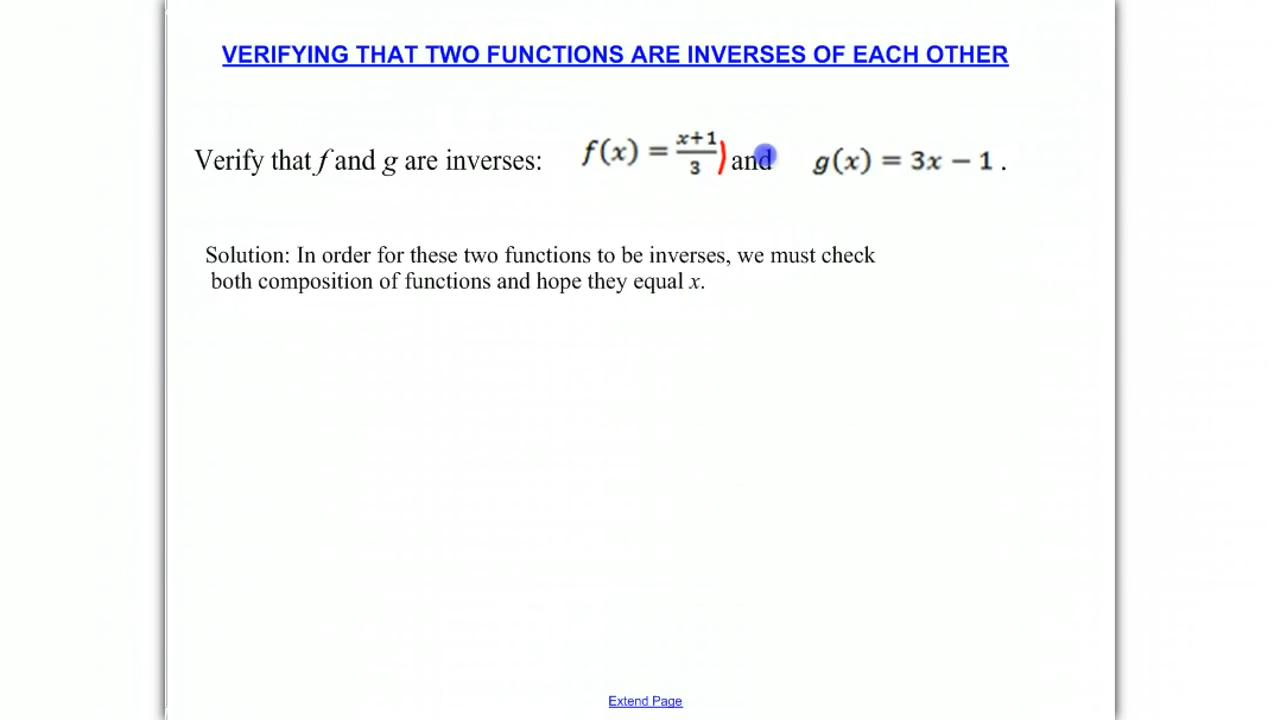 VERIFYING THAT TWO FUNCTIONS ARE INVERSES OF EACH OTHER
Verify that f and g are inverses: f(x) = \frac{x+1}{3}) and g(x) = 3x − 1 .
Solution: In order for these two functions to be inverses, we must check
both composition of functions and hope they equal x.
Extend Page